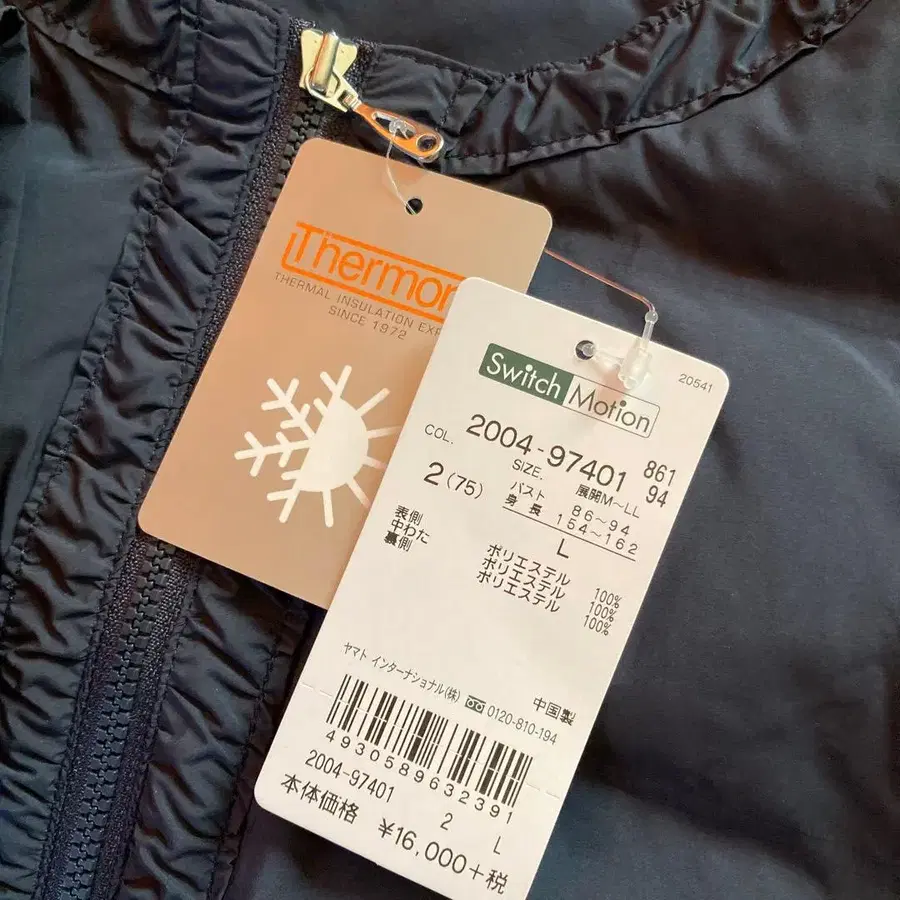 iThermo
THERMAL INSULATION
SINCE 1972
Switch Motion
20541
2004-97401
861
94
COL.
SIZE.
展開M~LL
2(75)
バスト 86~94
身長 154~162
L
表側 ポリエステル 100%
中わた ポリエステル 100%
裏側 ポリエステル 100%
ヤマト インターナショナル(株) 0120-810-194
中国製
4930589632391
2004-97401 2 L
本体価格 ¥16,000+税